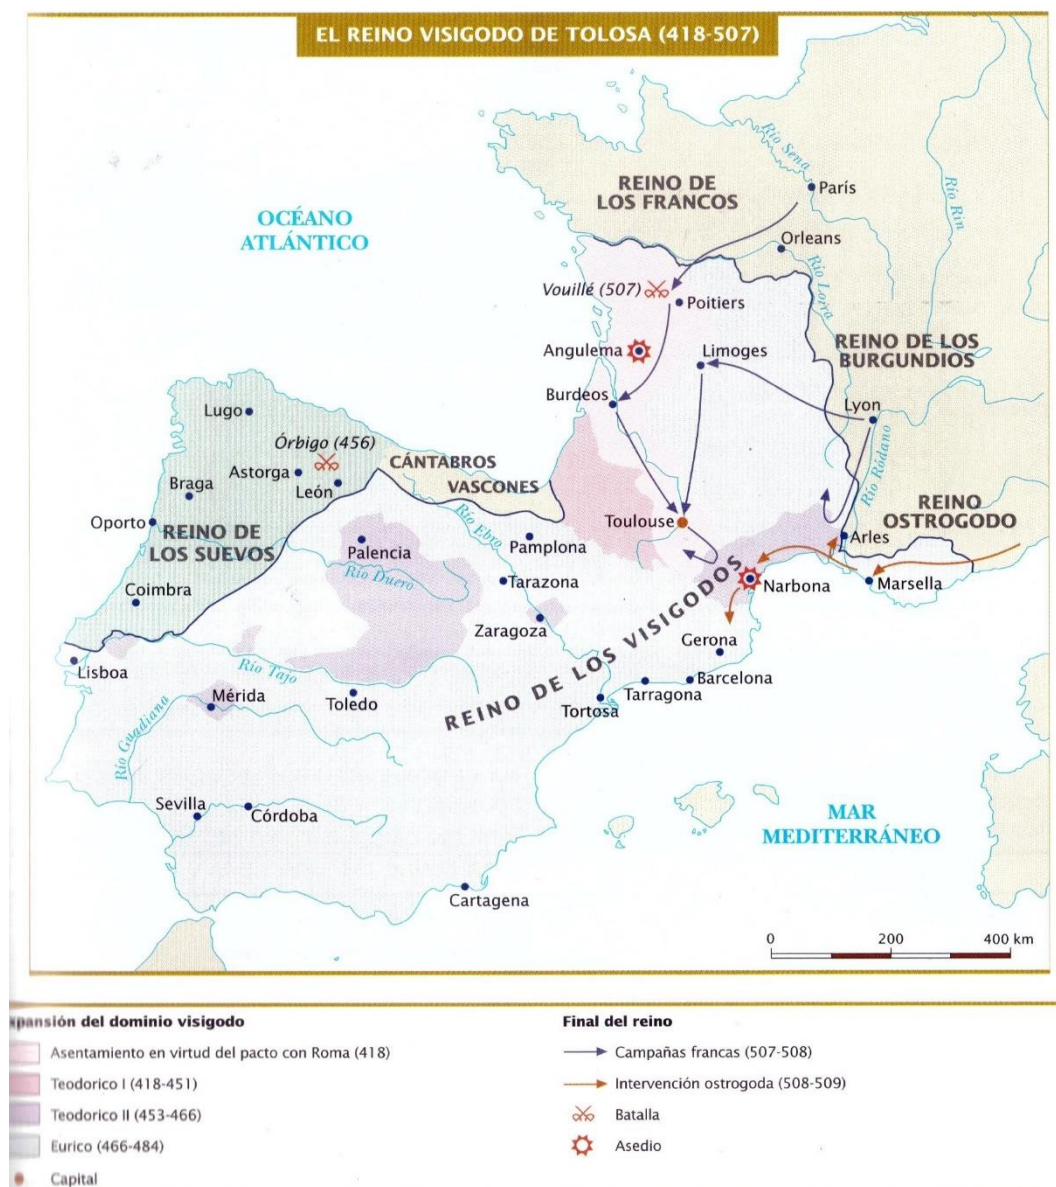 EL REINO VISIGODO DE TOLOSA (418-507)
Río Sena
REINO DE
LOS FRANCOS
París
Río Rin
OCÉANO
ATLÁNTICO
Orleans
Río Lorra
Vouillé (507)
Poitiers
Angulema
Limoges
REINO DE LOS
BURGUNDIOS
Burdeos
Lyon
Lugo
Órbigo (456)
Astorga
León
CÁNTABROS
VASCONES
Río Ródano
Braga
Oporto
REINO DE
LOS SUEVOS
Río Ebro
Toulouse
REINO
OSTROGODO
Palencia
Pamplona
Arles
Río Duero
Tarazona
Narbona
Marsella
Coimbra
Zaragoza
Gerona
Lisboa
Río Tajo
Mérida
Toledo
REINO DE LOS VISIGODOS
Barcelona
Tarragona
Tortosa
Río Guadiana
Sevilla
Córdoba
MAR
MEDITERRÁNEO
Cartagena
0 200 400 km
xpansión del dominio visigodo
Asentamiento en virtud del pacto con Roma (418)
Teodorico I (418-451)
Teodorico II (453-466)
Eurico (466-484)
Capital
Final del reino
Campañas francas (507-508)
Intervención ostrogoda (508-509)
Batalla
Asedio